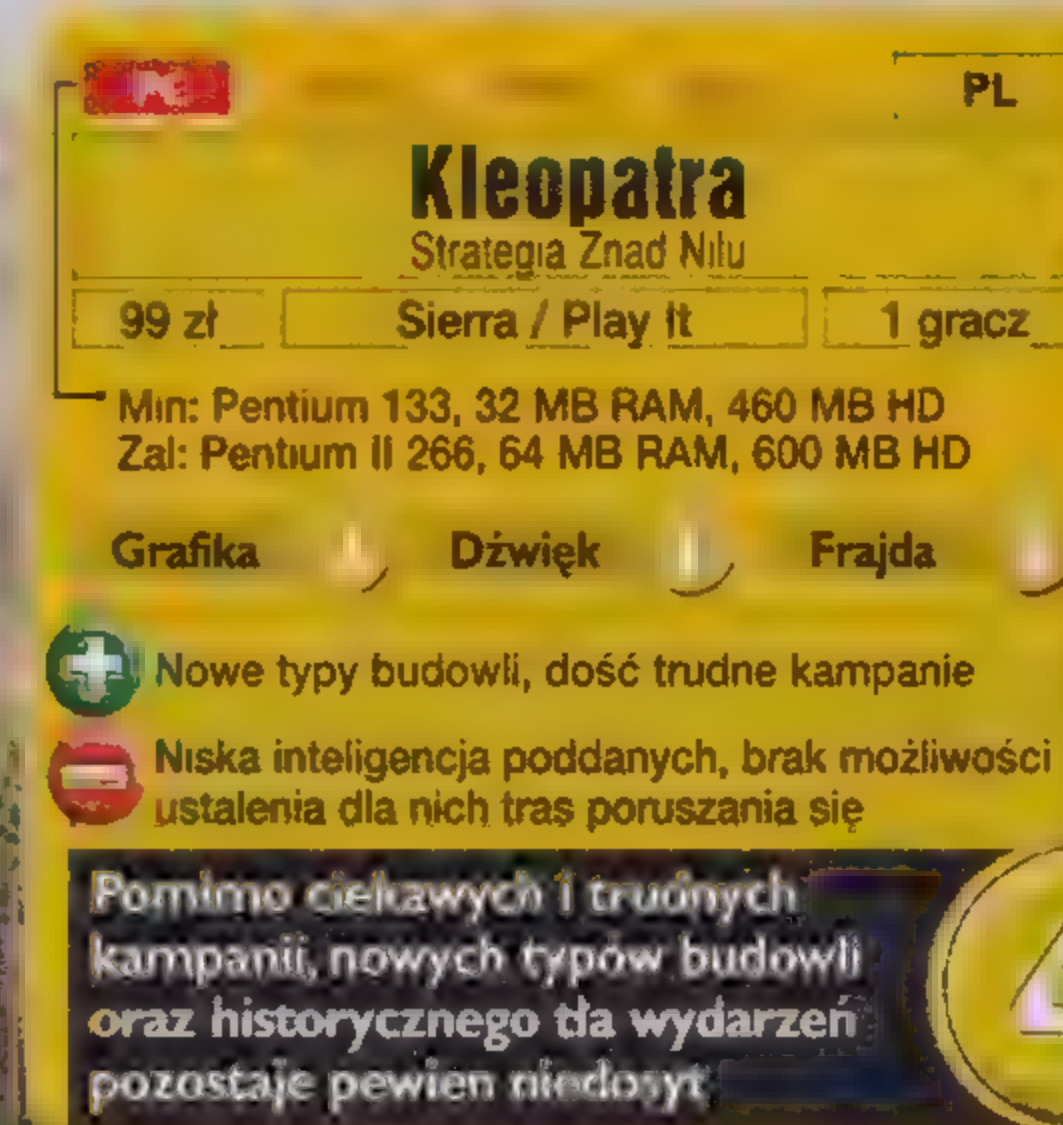 PC
PL
Kleopatra
Strategia Znad Nilu
99 zł Sierra / Play It 1 gracz
Min: Pentium 133, 32 MB RAM, 460 MB HD
Zal: Pentium II 266, 64 MB RAM, 600 MB HD
Grafika Dźwięk Frajda
Nowe typy budowli, dość trudne kampanie
Niska inteligencja poddanych, brak możliwości
ustalenia dla nich tras poruszania się
Pomimo ciekawych i trudnych
kampanii, nowych typów budowli
oraz historycznego tła wydarzeń
pozostaje pewien niedosyt